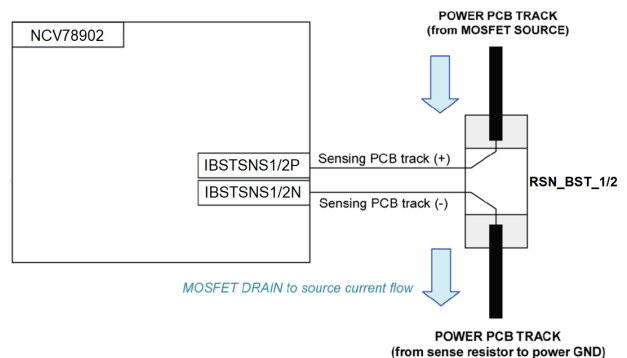 POWER PCB TRACK
(from MOSFET SOURCE)
NCV78902
IBSTSNS1/2P
Sensing PCB track (+)
RSN_BST_1/2
IBSTSNS1/2N
Sensing PCB track (-)
MOSFET DRAIN to source current flow
POWER PCB TRACK
(from sense resistor to power GND)